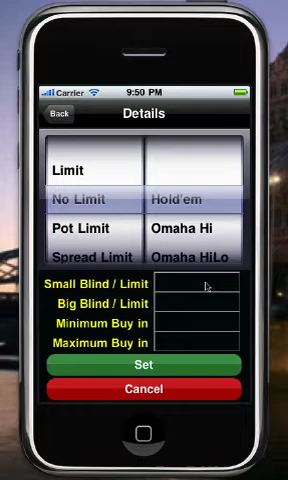 Carrier 9:50 PM
Back Details
Limit
No Limit Hold'em
Pot Limit Omaha Hi
Spread Limit Omaha HiLo
Small Blind / Limit
Big Blind / Limit
Minimum Buy in
Maximum Buy in
Set
Cancel